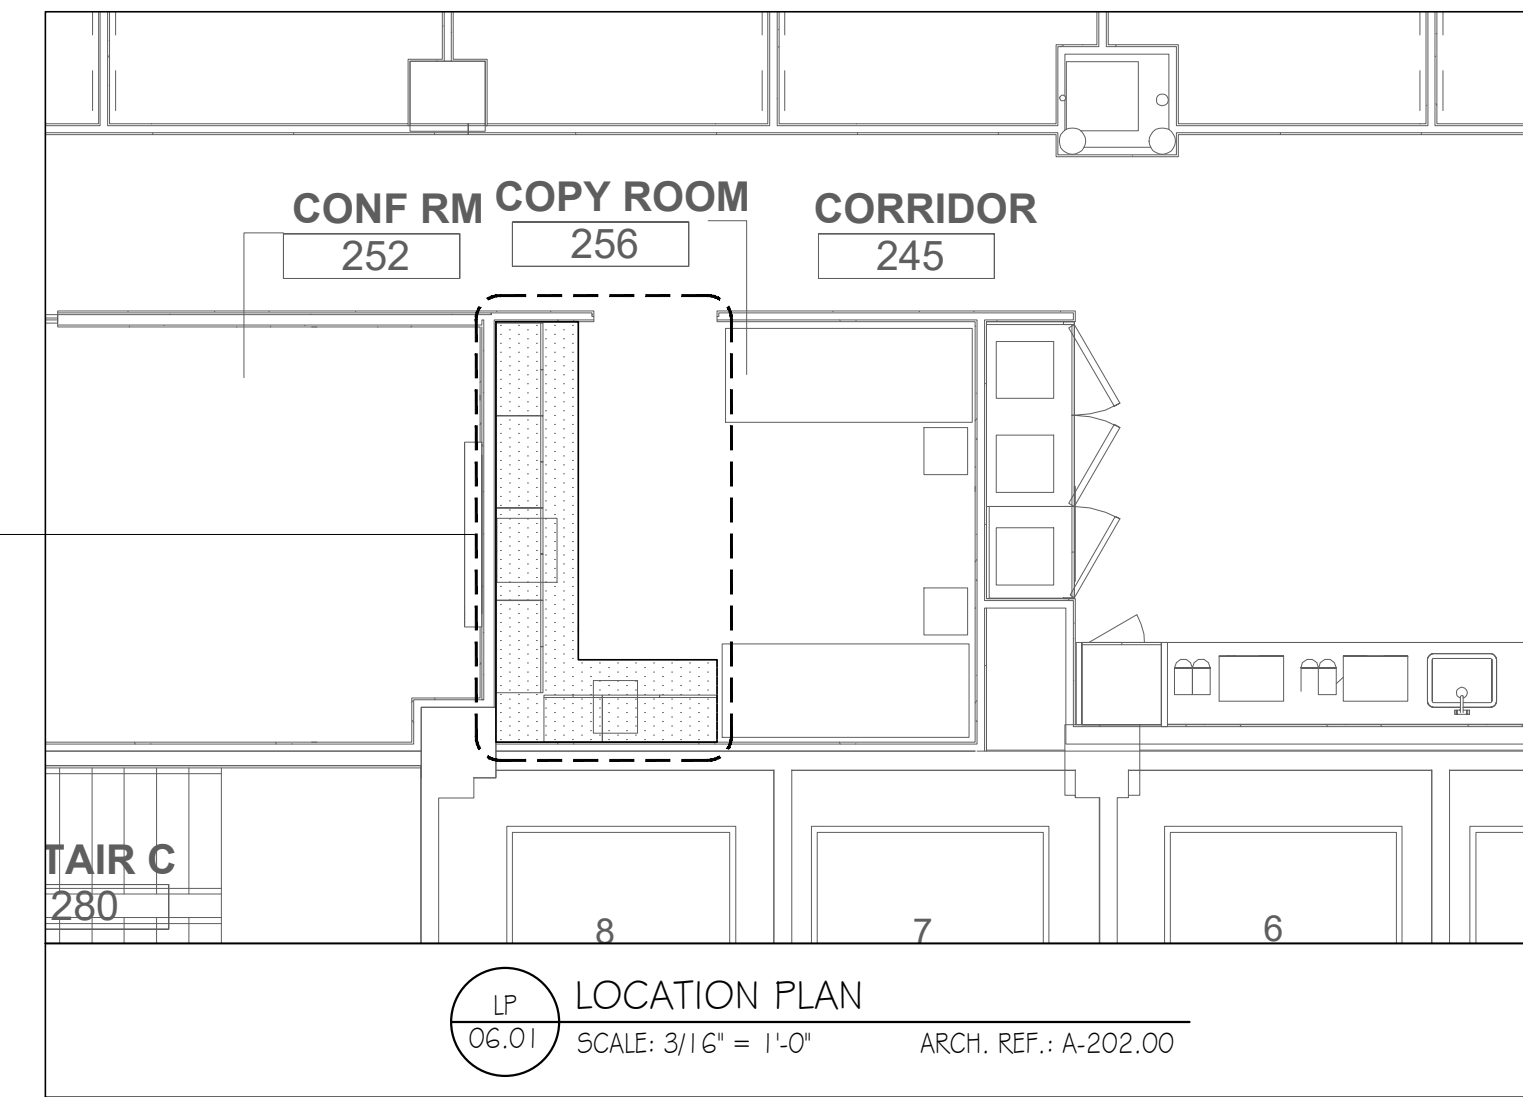 CONF RM
252
COPY ROOM
256
CORRIDOR
245
TAIR C
280
8
7
6
LP
06.01
LOCATION PLAN
SCALE: 3/16" = 1'-0"
ARCH. REF.: A-202.00